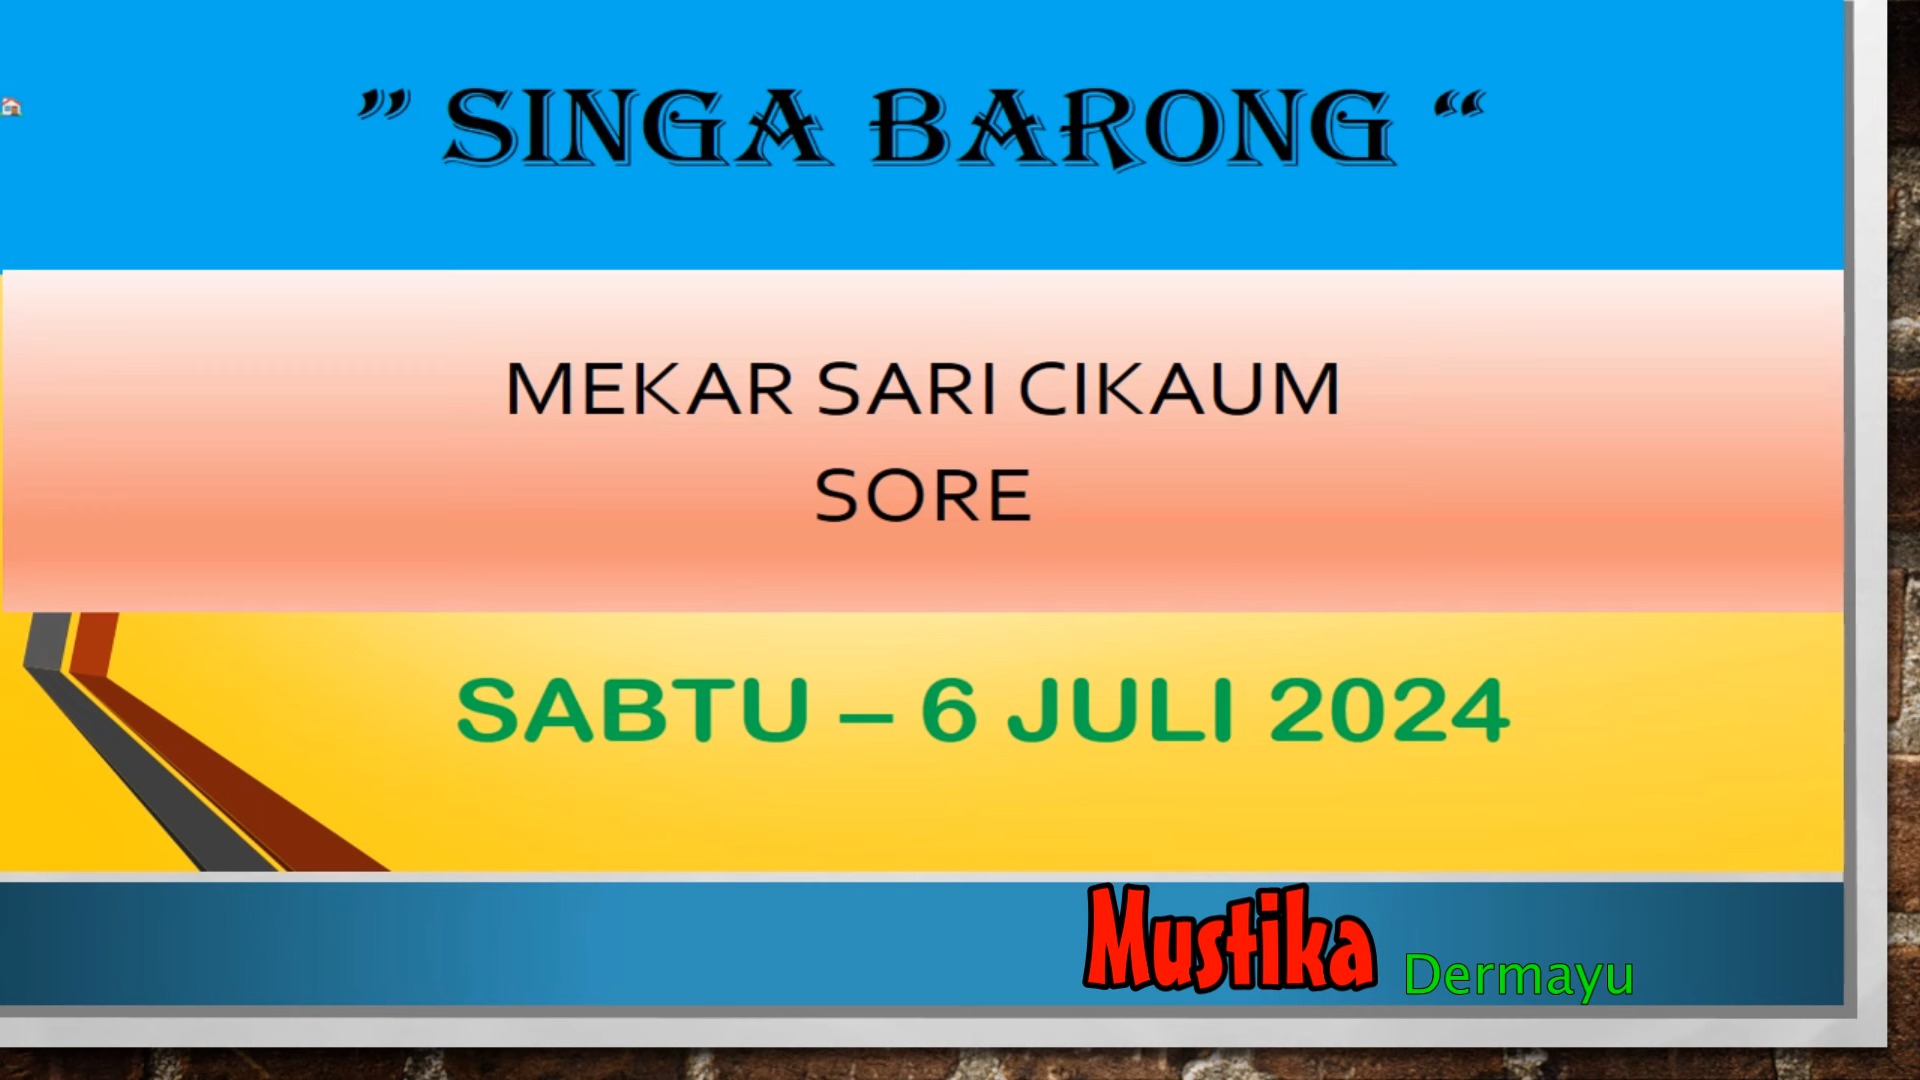 ” SINGA BARONG “
MEKAR SARI CIKAUM
SORE
SABTU – 6 JULI 2024
Mustika Dermayu